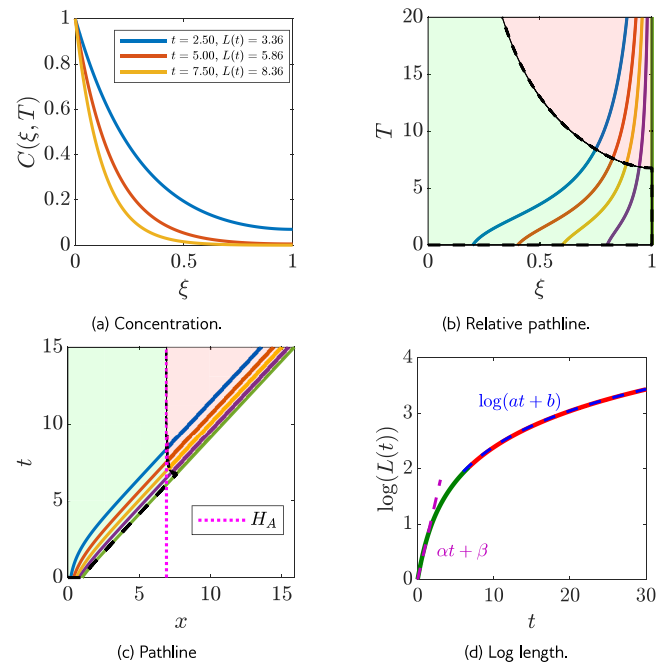 C(ξ, T)
1
0.8
0.6
0.4
0.2
0
t = 2.50, L(t) = 3.36
t = 5.00, L(t) = 5.86
t = 7.50, L(t) = 8.36
0 0.5 1
ξ
(a) Concentration.
T
20
15
10
5
0
0 0.5 1
ξ
(b) Relative pathline.
t
15
10
5
0
H_A
0 5 10 15
x
(c) Pathline
log(L(t))
4
3
2
1
0
log(at + b)
αt + β
0 10 20 30
t
(d) Log length.